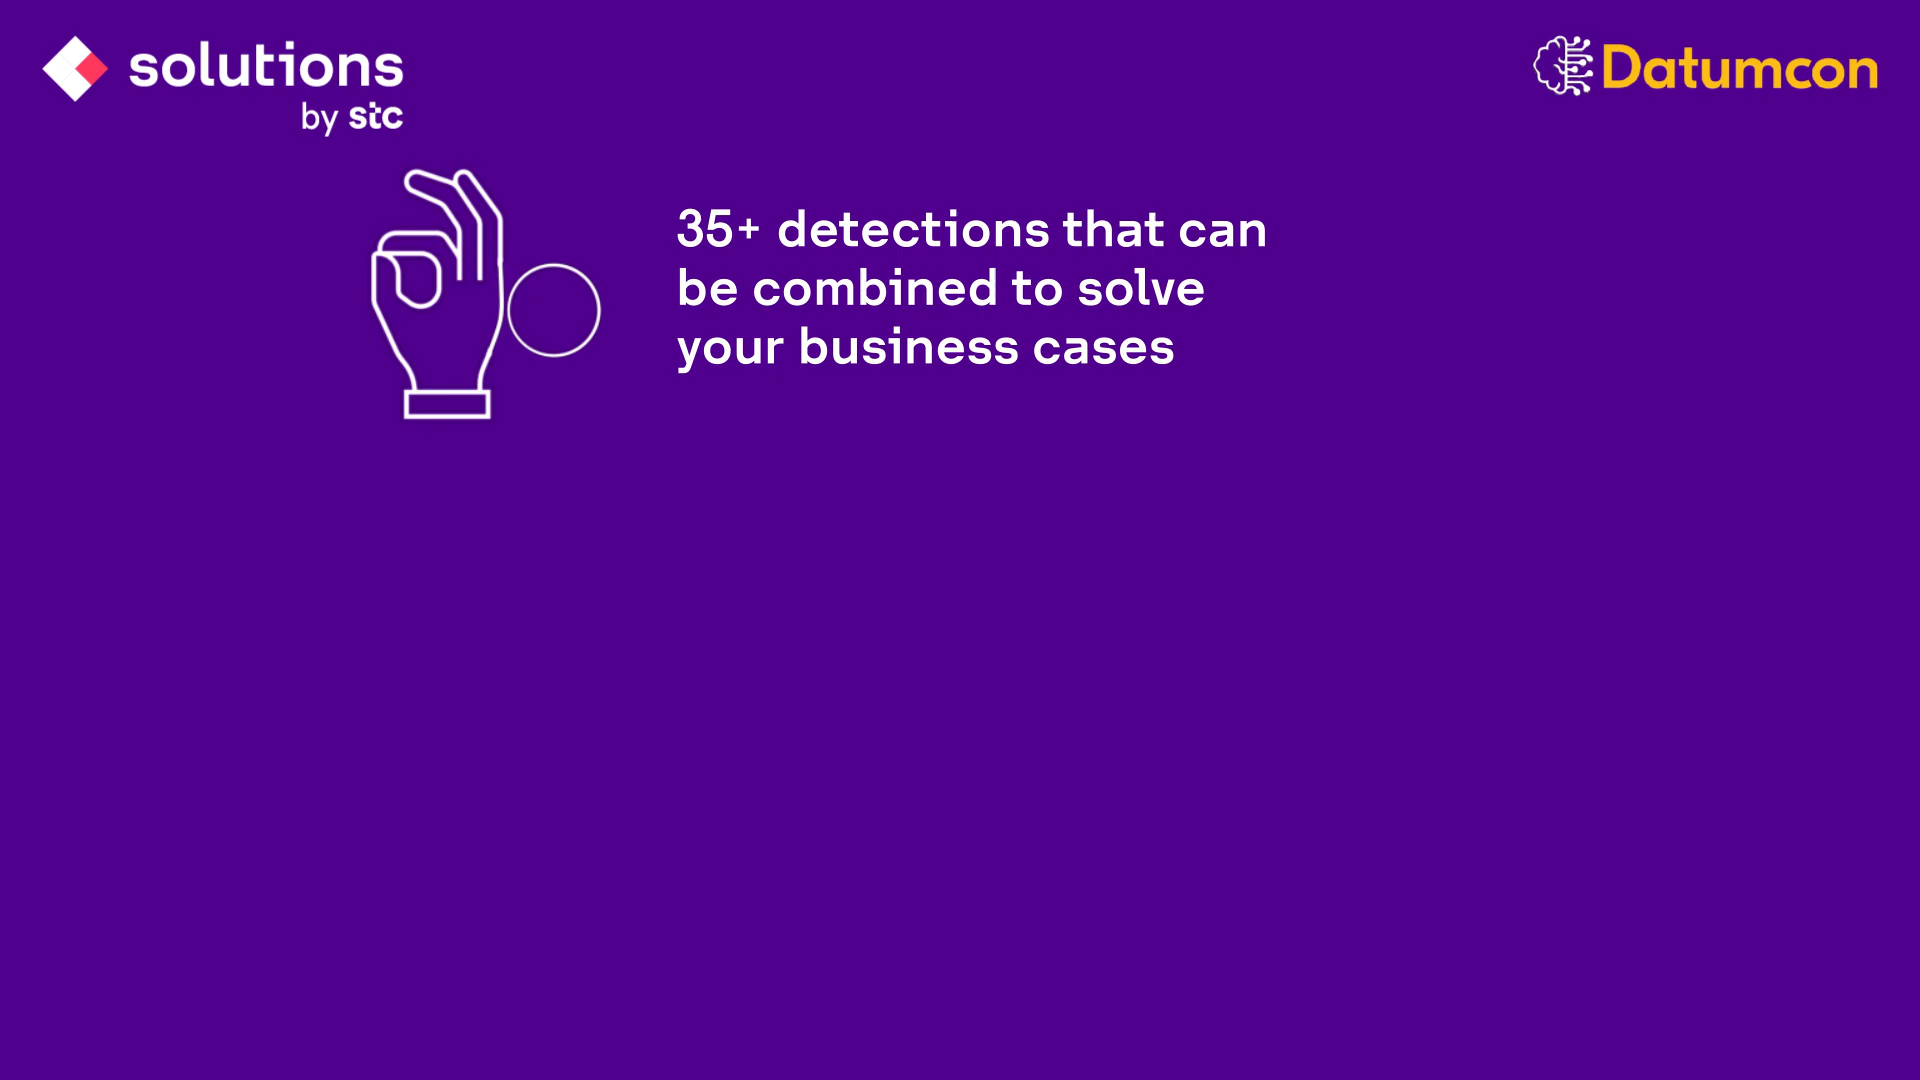 solutions
by stc
Datumcon
35+ detections that can
be combined to solve
your business cases